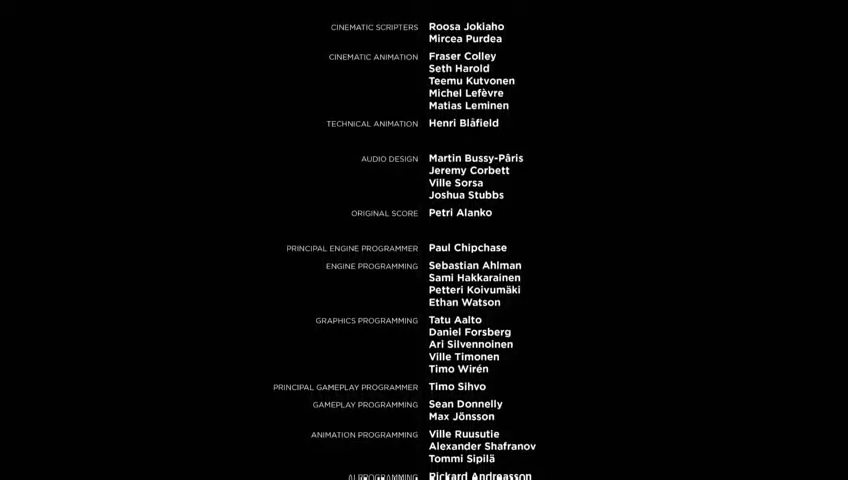 CINEMATIC SCRIPTERS Roosa Jokiaho
Mircea Purdea
CINEMATIC ANIMATION Fraser Colley
Seth Harold
Teemu Kutvonen
Michel Lefèvre
Matias Leminen
TECHNICAL ANIMATION Henri Blåfield
AUDIO DESIGN Martin Bussy-Pâris
Jeremy Corbett
Ville Sorsa
Joshua Stubbs
ORIGINAL SCORE Petri Alanko
PRINCIPAL ENGINE PROGRAMMER Paul Chipchase
ENGINE PROGRAMMING Sebastian Ahlman
Sami Hakkarainen
Petteri Koivumäki
Ethan Watson
GRAPHICS PROGRAMMING Tatu Aalto
Daniel Forsberg
Ari Silvennoinen
Ville Timonen
Timo Wirén
PRINCIPAL GAMEPLAY PROGRAMMER Timo Sihvo
GAMEPLAY PROGRAMMING Sean Donnelly
Max Jönsson
ANIMATION PROGRAMMING Ville Ruusutie
Alexander Shafranov
Tommi Sipilä
AI PROGRAMMING Rickard Andreasson